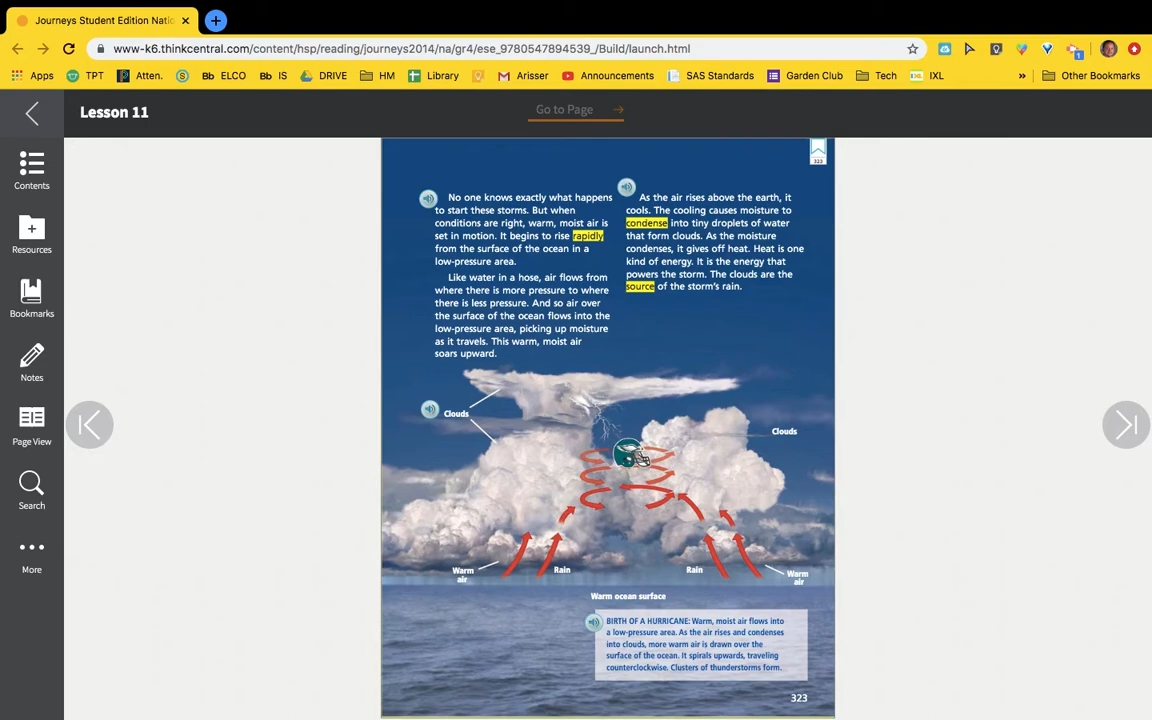 Journeys Student Edition Natio
www-k6.thinkcentral.com/content/hsp/reading/journeys2014/na/gr4/ese_9780547894539_/Build/launch.html
Apps TPT Atten. ELCO IS DRIVE HM Library Arisser Announcements SAS Standards Garden Club Tech IXL » Other Bookmarks
Lesson 11
Go to Page →
Contents
Resources
Bookmarks
Notes
Page View
Search
More
323
No one knows exactly what happens
to start these storms. But when
conditions are right, warm, moist air is
set in motion. It begins to rise rapidly
from the surface of the ocean in a
low-pressure area.
Like water in a hose, air flows from
where there is more pressure to where
there is less pressure. And so air over
the surface of the ocean flows into the
low-pressure area, picking up moisture
as it travels. This warm, moist air
soars upward.
As the air rises above the earth, it
cools. The cooling causes moisture to
condense into tiny droplets of water
that form clouds. As the moisture
condenses, it gives off heat. Heat is one
kind of energy. It is the energy that
powers the storm. The clouds are the
source of the storm's rain.
Clouds
Clouds
Warm
air
Rain
Rain
Warm
air
Warm ocean surface
BIRTH OF A HURRICANE: Warm, moist air flows into
a low-pressure area. As the air rises and condenses
into clouds, more warm air is drawn over the
surface of the ocean. It spirals upwards, traveling
counterclockwise. Clusters of thunderstorms form.
323